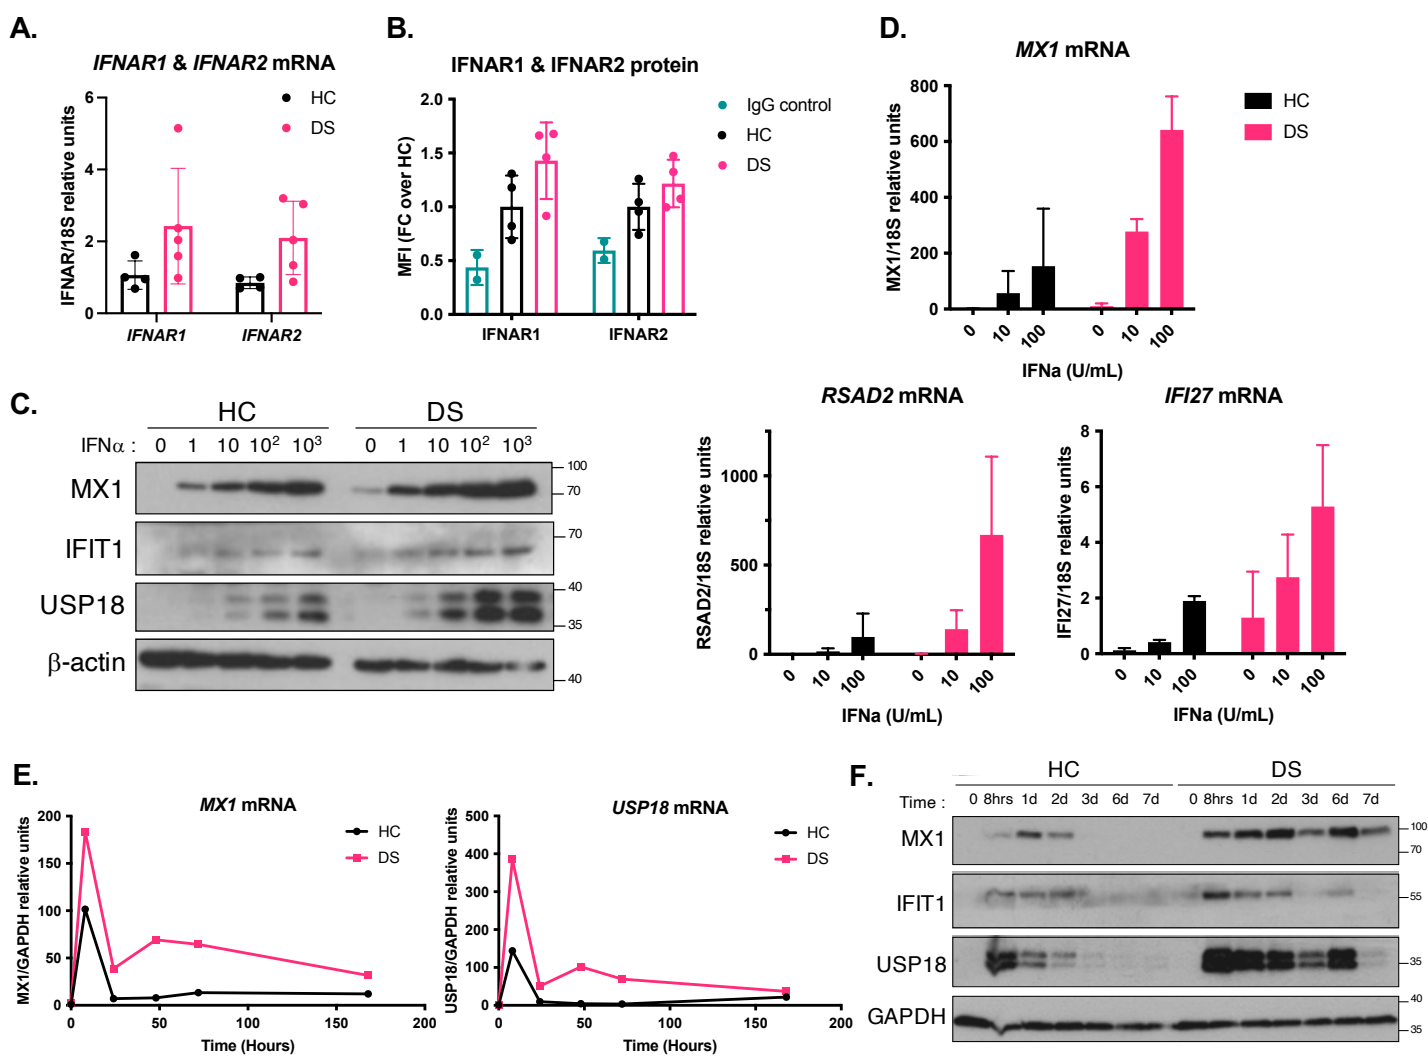 A.
IFNAR1 & IFNAR2 mRNA
IFNAR/18S relative units
6
4
2
0
HC
DS
IFNAR1 IFNAR2
B.
IFNAR1 & IFNAR2 protein
MFI (FC over HC)
2.0
1.5
1.0
0.5
0.0
IgG control
HC
DS
IFNAR1 IFNAR2
D.
MX1 mRNA
MX1/18S relative units
800
600
400
200
0
HC
DS
0 10 100 0 10 100
IFNa (U/mL)
C.
HC DS
IFNα : 0 1 10 10² 10³ 0 1 10 10² 10³
MX1
100
70
IFIT1
70
USP18
40
35
β-actin
40
RSAD2 mRNA
RSAD2/18S relative units
1000
500
0
0 10 100 0 10 100
IFNa (U/mL)
IFI27 mRNA
IFI27/18S relative units
8
6
4
2
0
0 10 100 0 10 100
IFNa (U/mL)
E.
MX1 mRNA
MX1/GAPDH relative units
200
150
100
50
0
HC
DS
0 50 100 150 200
Time (Hours)
USP18 mRNA
USP18/GAPDH relative units
500
400
300
200
100
0
HC
DS
0 50 100 150 200
Time (Hours)
F.
HC DS
Time : 0 8hrs 1d 2d 3d 6d 7d 0 8hrs 1d 2d 3d 6d 7d
MX1
100
70
IFIT1
55
USP18
35
GAPDH
40
35